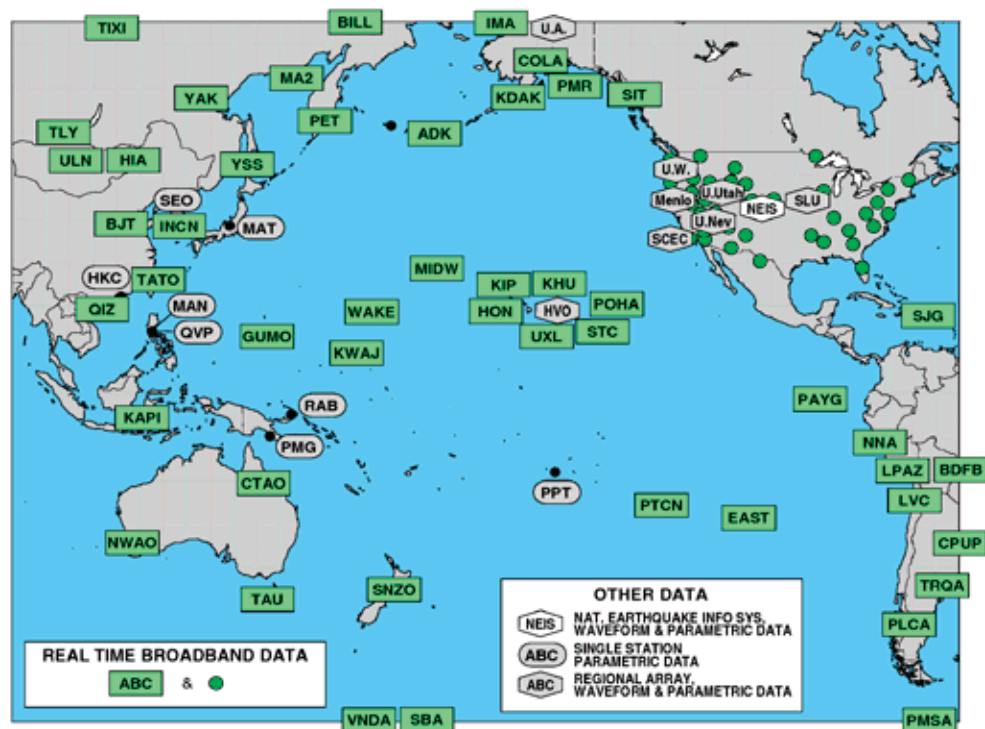 TIXI
BILL
IMA
U.A.
COLA
MA2
PMR
YAK
KDAK
SIT
PET
TLY
ADK
ULN
HIA
YSS
U.W.
U.Utah
SEO
Menlo
NEIS
SLU
BJT
INCN
MAT
U.Nev
SCEC
MIDW
HKC
TATO
KIP
KHU
QIZ
MAN
WAKE
HON
HVO
POHA
SJG
QVP
GUMO
UXL
STC
KWAJ
PAYG
KAPI
RAB
PMG
NNA
LPAZ
BDFB
CTAO
PPT
LVC
PTCN
EAST
NWAO
CPUP
TAU
SNZO
TRQA
PLCA
OTHER DATA
NEIS
NAT. EARTHQUAKE INFO SYS,
WAVEFORM & PARAMETRIC DATA
ABC
SINGLE STATION
PARAMETRIC DATA
ABC
REGIONAL ARRAY,
WAVEFORM & PARAMETRIC DATA
REAL TIME BROADBAND DATA
ABC &
VNDA
SBA
PMSA